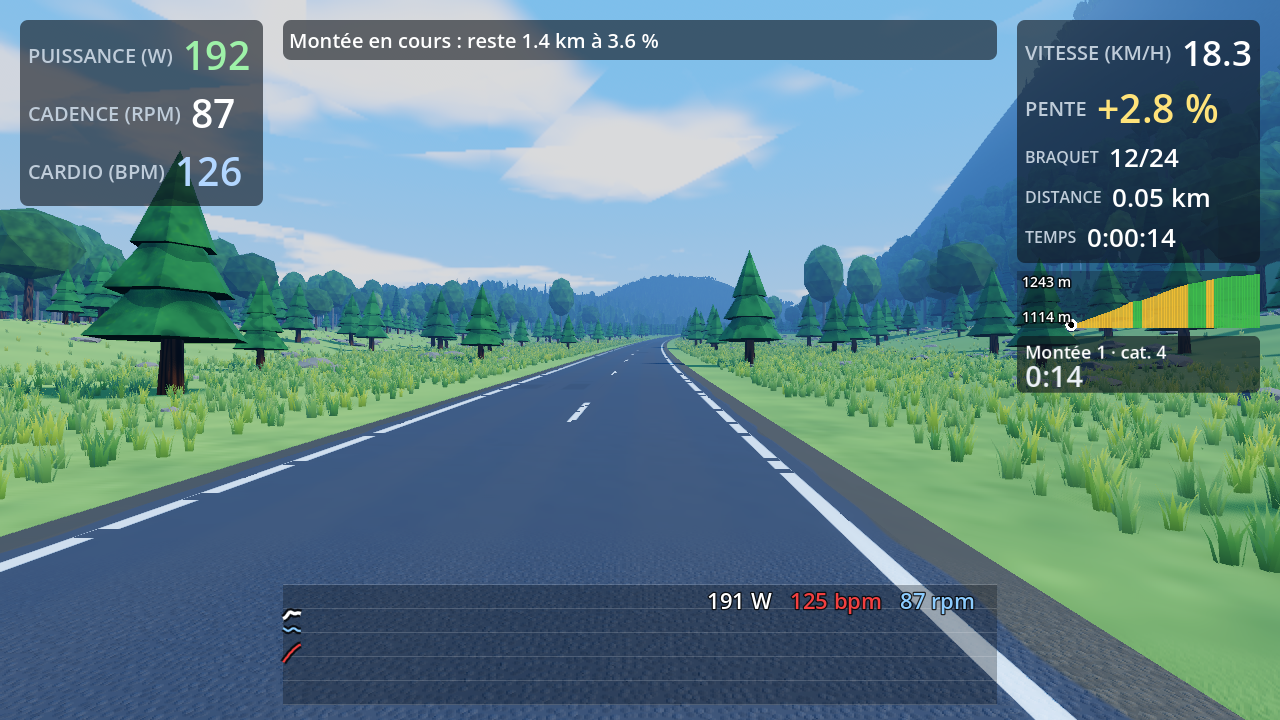 PUISSANCE (W) 192
CADENCE (RPM) 87
CARDIO (BPM) 126
Montée en cours : reste 1.4 km à 3.6 %
VITESSE (KM/H) 18.3
PENTE +2.8 %
BRAQUET 12/24
DISTANCE 0.05 km
TEMPS 0:00:14
1243 m
1114 m
Montée 1 · cat. 4
0:14
191 W 125 bpm 87 rpm